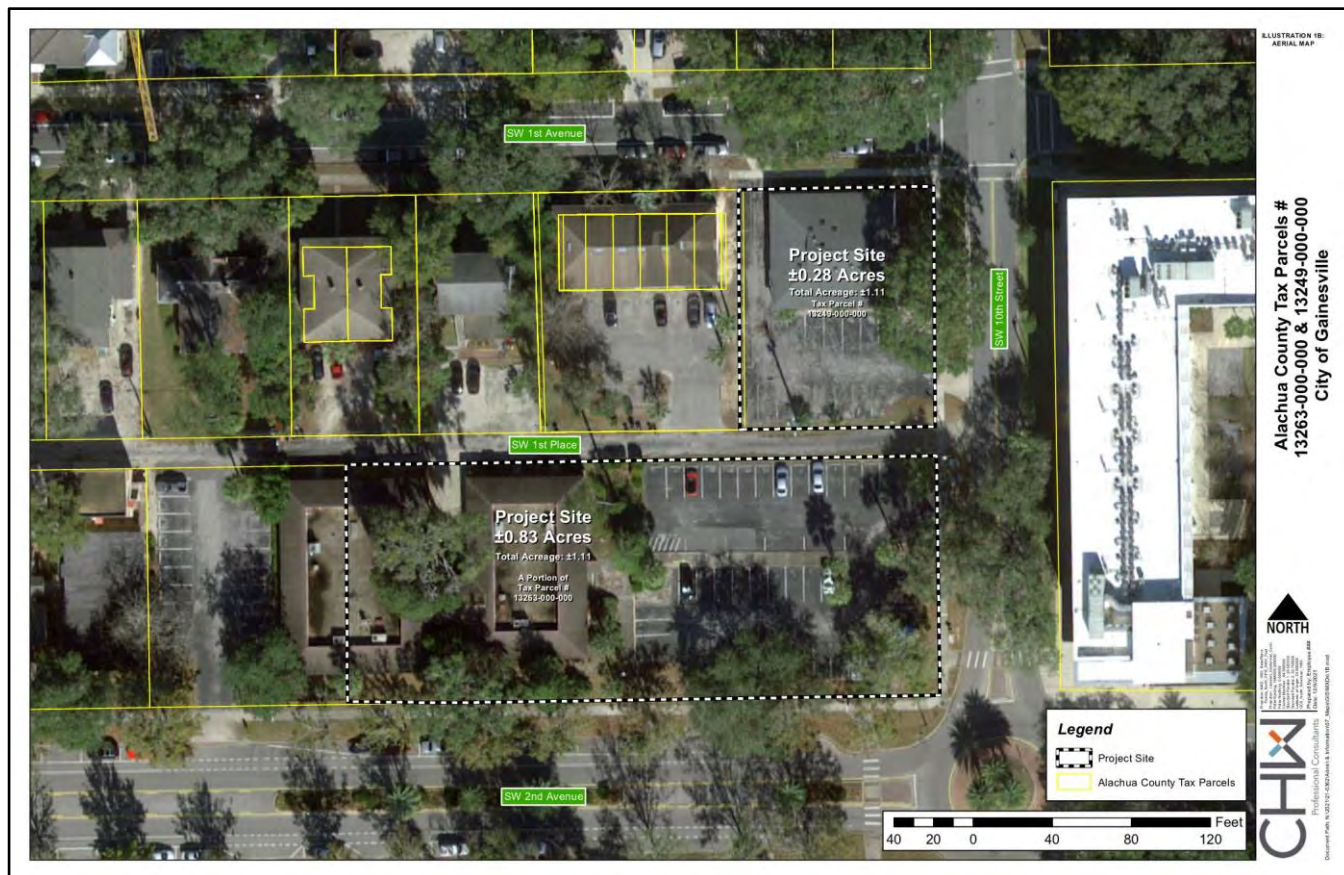 ILLUSTRATION 1B:
AERIAL MAP
SW 1st Avenue
Project Site
±0.28 Acres
Total Acreage: ±1.11
Tax Parcel #
13249-000-000
SW 10th Street
SW 1st Place
Project Site
±0.83 Acres
Total Acreage: ±1.11
A Portion of
Tax Parcel #
13263-000-000
SW 2nd Avenue
Legend
Project Site
Alachua County Tax Parcels
40 20 0 40 80 120 Feet
Alachua County Tax Parcels #
13263-000-000 & 13249-000-000
City of Gainesville
NORTH
CHW
Professional Consultants